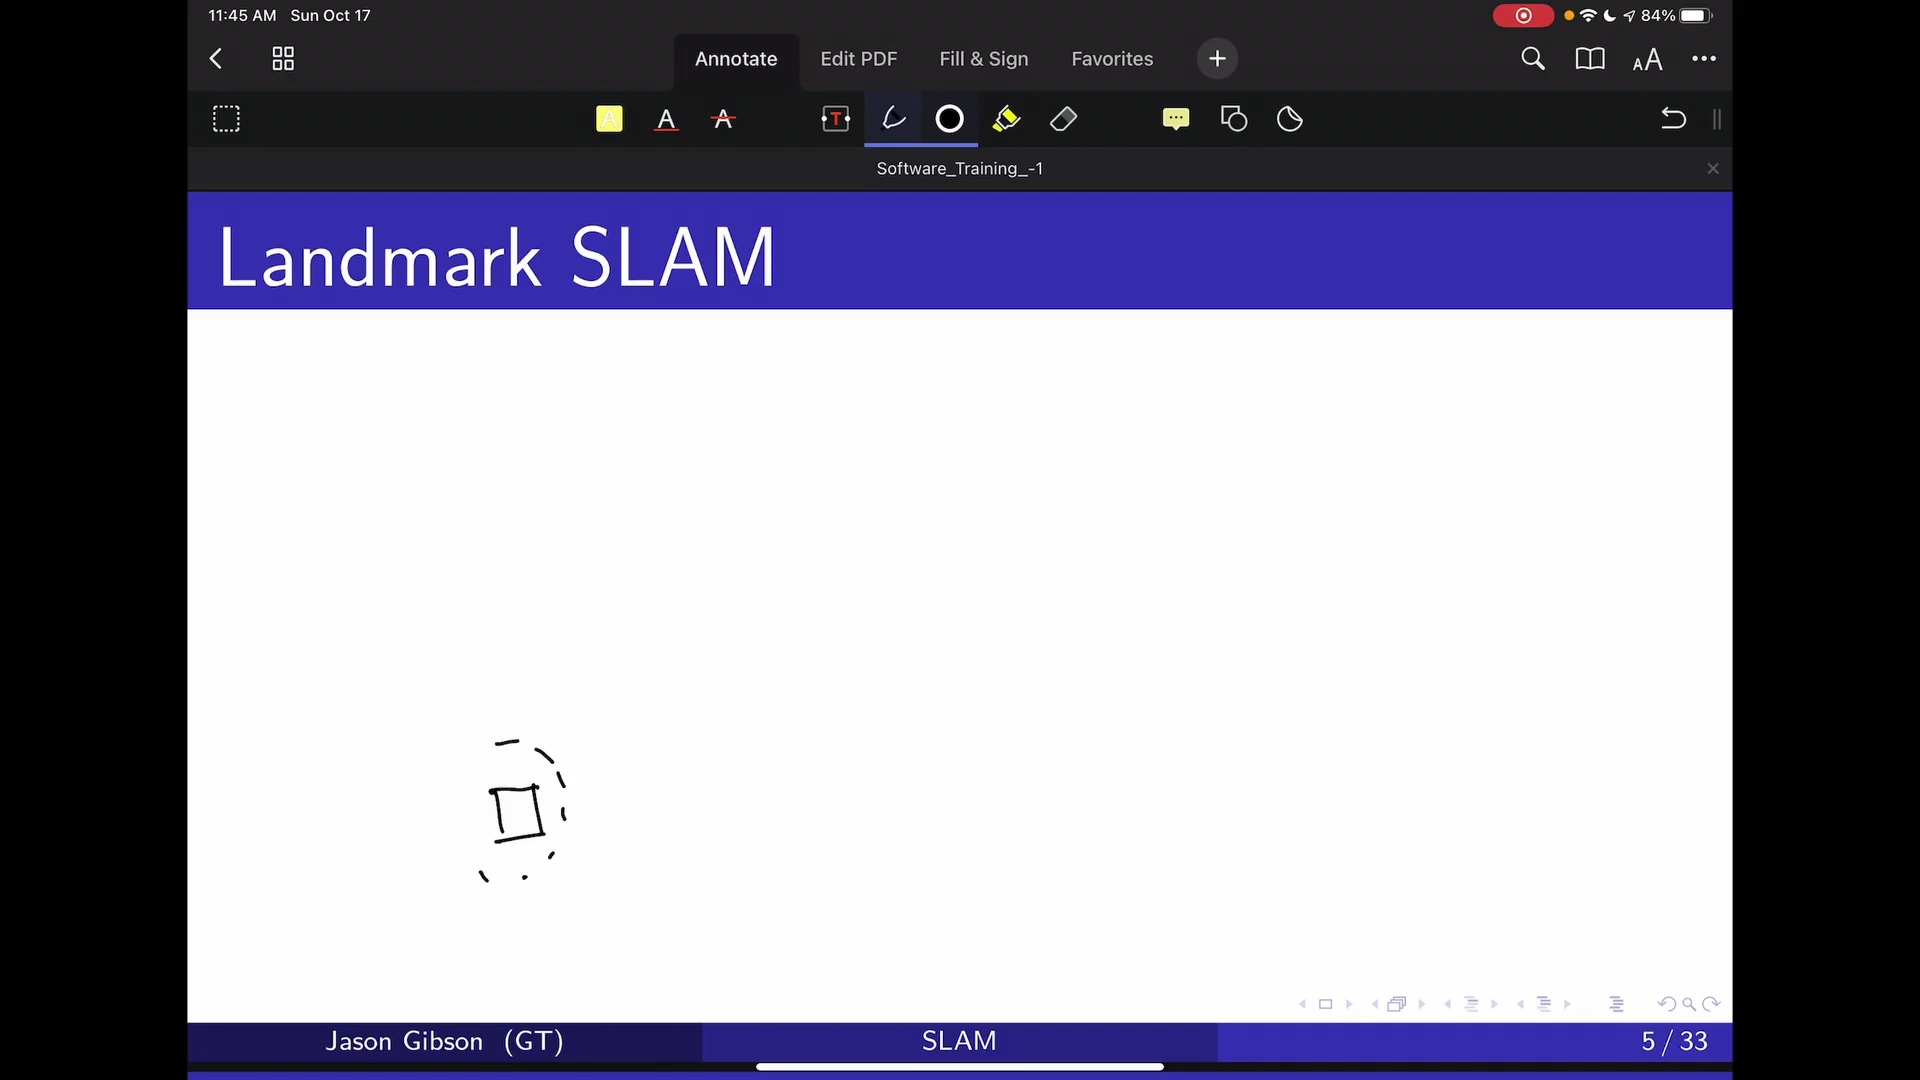 11:45 AM Sun Oct 17
84%
Annotate Edit PDF Fill & Sign Favorites
Software_Training_-1
Landmark SLAM
Jason Gibson (GT) SLAM 5 / 33